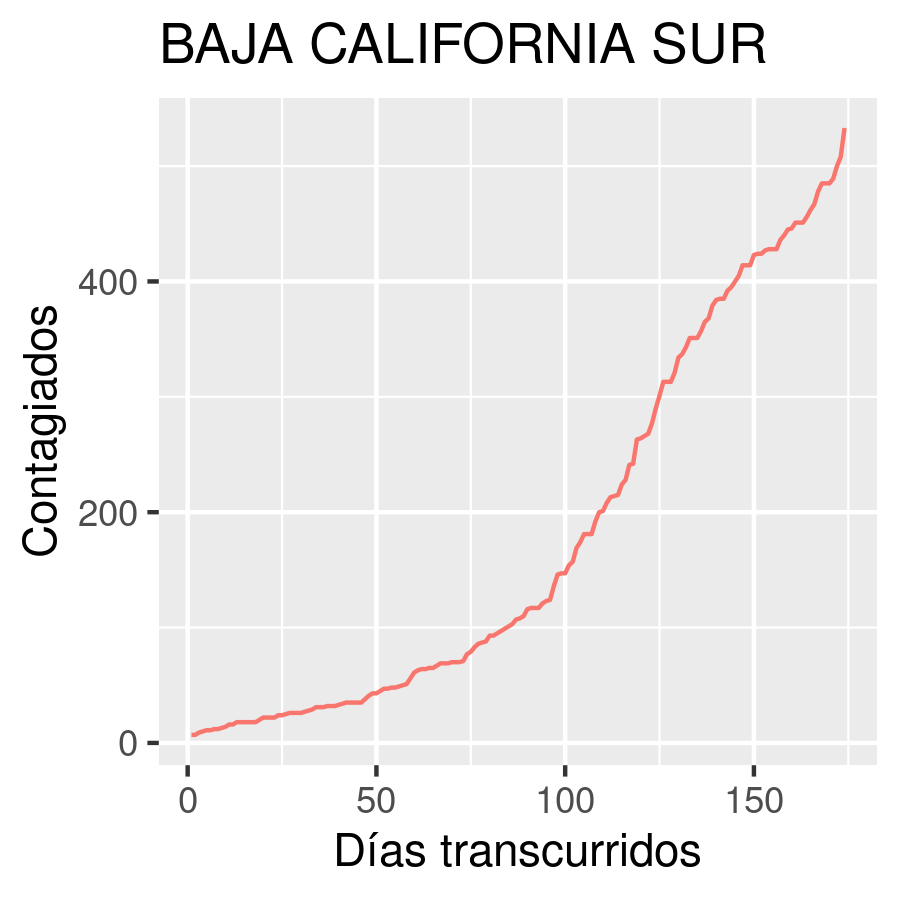 BAJA CALIFORNIA SUR
Contagiados
400
200
0
0 50 100 150
Días transcurridos